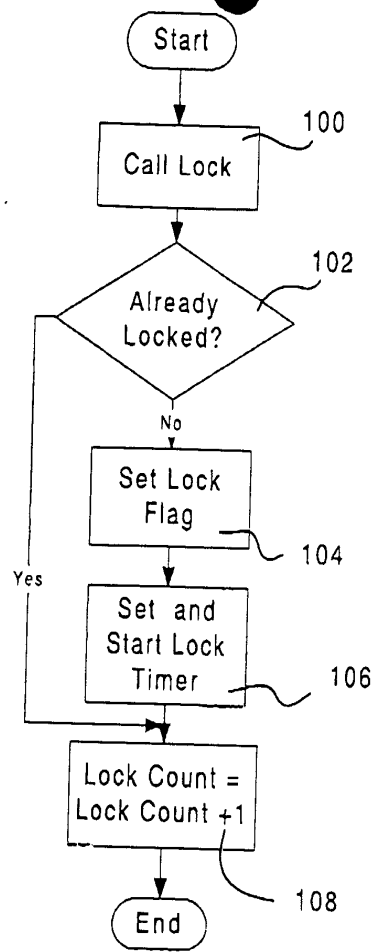 Start
100
Call Lock
102
Already
Locked?
No
Set Lock
Flag
104
Yes
Set and
Start Lock
Timer
106
Lock Count =
Lock Count +1
108
End